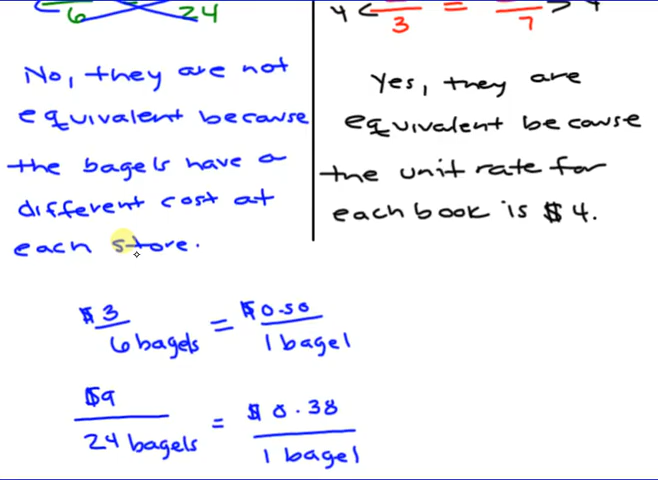 6 24
4 3 = 7
No, they are not
equivalent because
the bagels have a
different cost at
each store.
Yes, they are
equivalent because
the unit rate for
each book is $4.
$3 / 6 bagels = $0.50 / 1 bagel
$9 / 24 bagels = $0.38 / 1 bagel